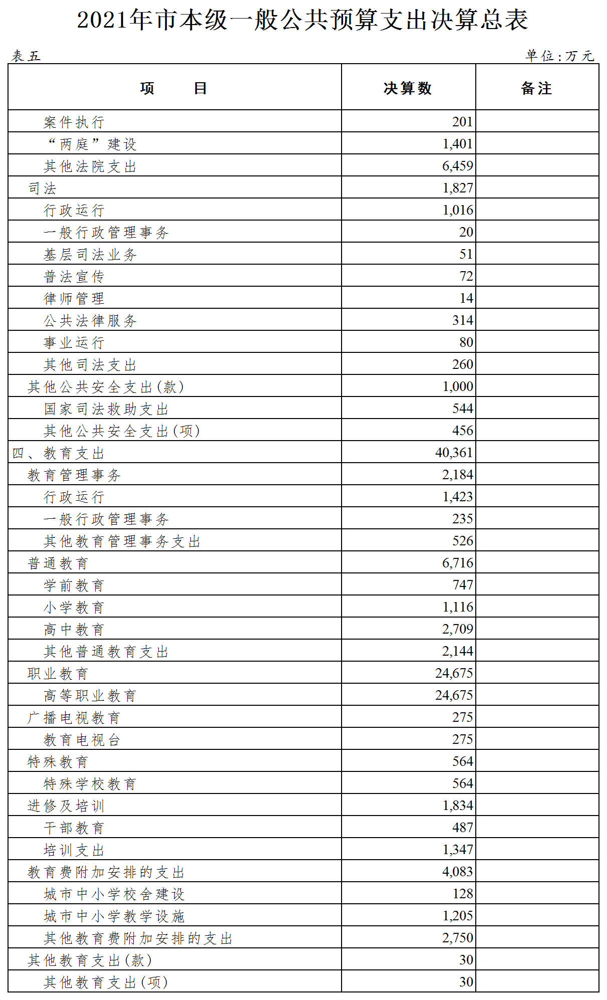 2021年市本级一般公共预算支出决算总表
表五 单位:万元
项 目 决算数 备注
案件执行 201
“两庭”建设 1,401
其他法院支出 6,459
司法 1,827
行政运行 1,016
一般行政管理事务 20
基层司法业务 51
普法宣传 72
律师管理 14
公共法律服务 314
事业运行 80
其他司法支出 260
其他公共安全支出(款) 1,000
国家司法救助支出 544
其他公共安全支出(项) 456
四、教育支出 40,361
教育管理事务 2,184
行政运行 1,423
一般行政管理事务 235
其他教育管理事务支出 526
普通教育 6,716
学前教育 747
小学教育 1,116
高中教育 2,709
其他普通教育支出 2,144
职业教育 24,675
高等职业教育 24,675
广播电视教育 275
教育电视台 275
特殊教育 564
特殊学校教育 564
进修及培训 1,834
干部教育 487
培训支出 1,347
教育费附加安排的支出 4,083
城市中小学校舍建设 128
城市中小学教学设施 1,205
其他教育费附加安排的支出 2,750
其他教育支出(款) 30
其他教育支出(项) 30